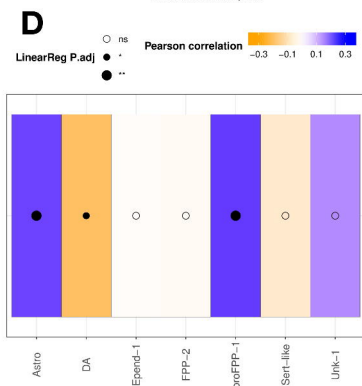 D
LinearReg P.adj
ns
*
**
Pearson correlation
−0.3 −0.1 0.1 0.3
Astro
DA
Epend−1
FPP−2
proFPP−1
Sert−like
Unk−1